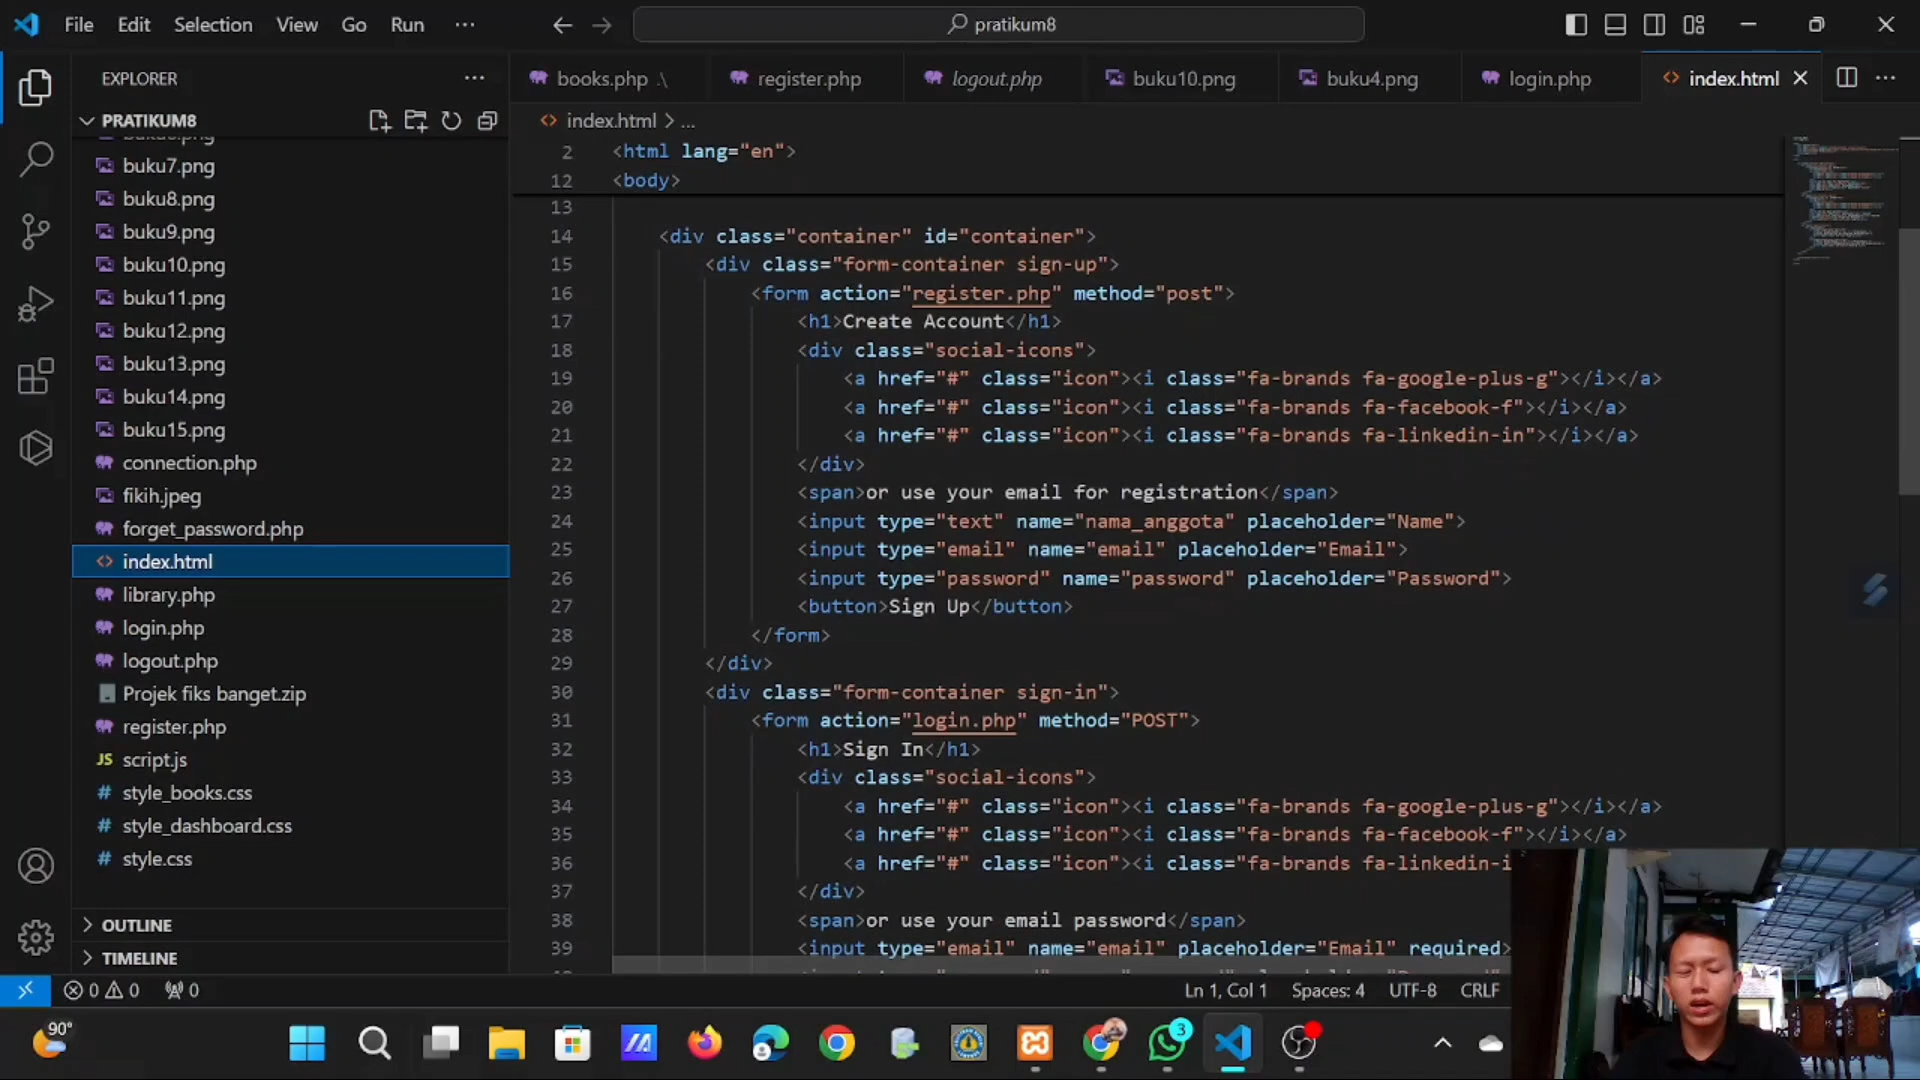 File Edit Selection View Go Run ··· pratikum8
EXPLORER ···
books.php .\ register.php logout.php buku10.png buku4.png login.php index.html ···
PRATIKUM8
index.html > ...
buku7.png
buku8.png
buku9.png
buku10.png
buku11.png
buku12.png
buku13.png
buku14.png
buku15.png
connection.php
fikih.jpeg
forget_password.php
index.html
library.php
login.php
logout.php
Projek fiks banget.zip
register.php
JS script.js
# style_books.css
# style_dashboard.css
# style.css
OUTLINE
TIMELINE
2 <html lang="en">
12 <body>
13
14 <div class="container" id="container">
15 <div class="form-container sign-up">
16 <form action="register.php" method="post">
17 <h1>Create Account</h1>
18 <div class="social-icons">
19 <a href="#" class="icon"><i class="fa-brands fa-google-plus-g"></i></a>
20 <a href="#" class="icon"><i class="fa-brands fa-facebook-f"></i></a>
21 <a href="#" class="icon"><i class="fa-brands fa-linkedin-in"></i></a>
22 </div>
23 <span>or use your email for registration</span>
24 <input type="text" name="nama_anggota" placeholder="Name">
25 <input type="email" name="email" placeholder="Email">
26 <input type="password" name="password" placeholder="Password">
27 <button>Sign Up</button>
28 </form>
29 </div>
30 <div class="form-container sign-in">
31 <form action="login.php" method="POST">
32 <h1>Sign In</h1>
33 <div class="social-icons">
34 <a href="#" class="icon"><i class="fa-brands fa-google-plus-g"></i></a>
35 <a href="#" class="icon"><i class="fa-brands fa-facebook-f"></i></a>
36 <a href="#" class="icon"><i class="fa-brands fa-linkedin-i
37 </div>
38 <span>or use your email password</span>
39 <input type="email" name="email" placeholder="Email" required>
0 0 0 Ln 1, Col 1 Spaces: 4 UTF-8 CRLF
90° 3